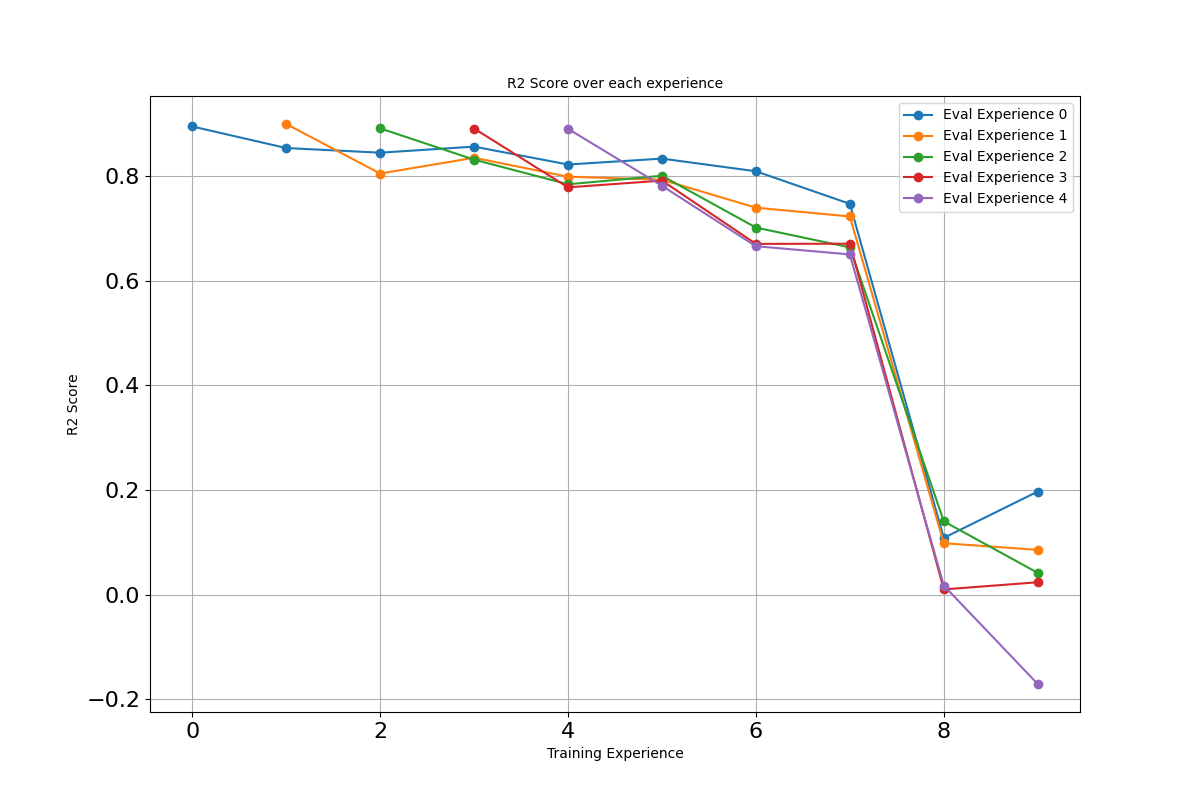 R2 Score over each experience
Eval Experience 0
Eval Experience 1
Eval Experience 2
Eval Experience 3
Eval Experience 4
0.8
0.6
0.4
0.2
0.0
−0.2
R2 Score
0 2 4 6 8
Training Experience